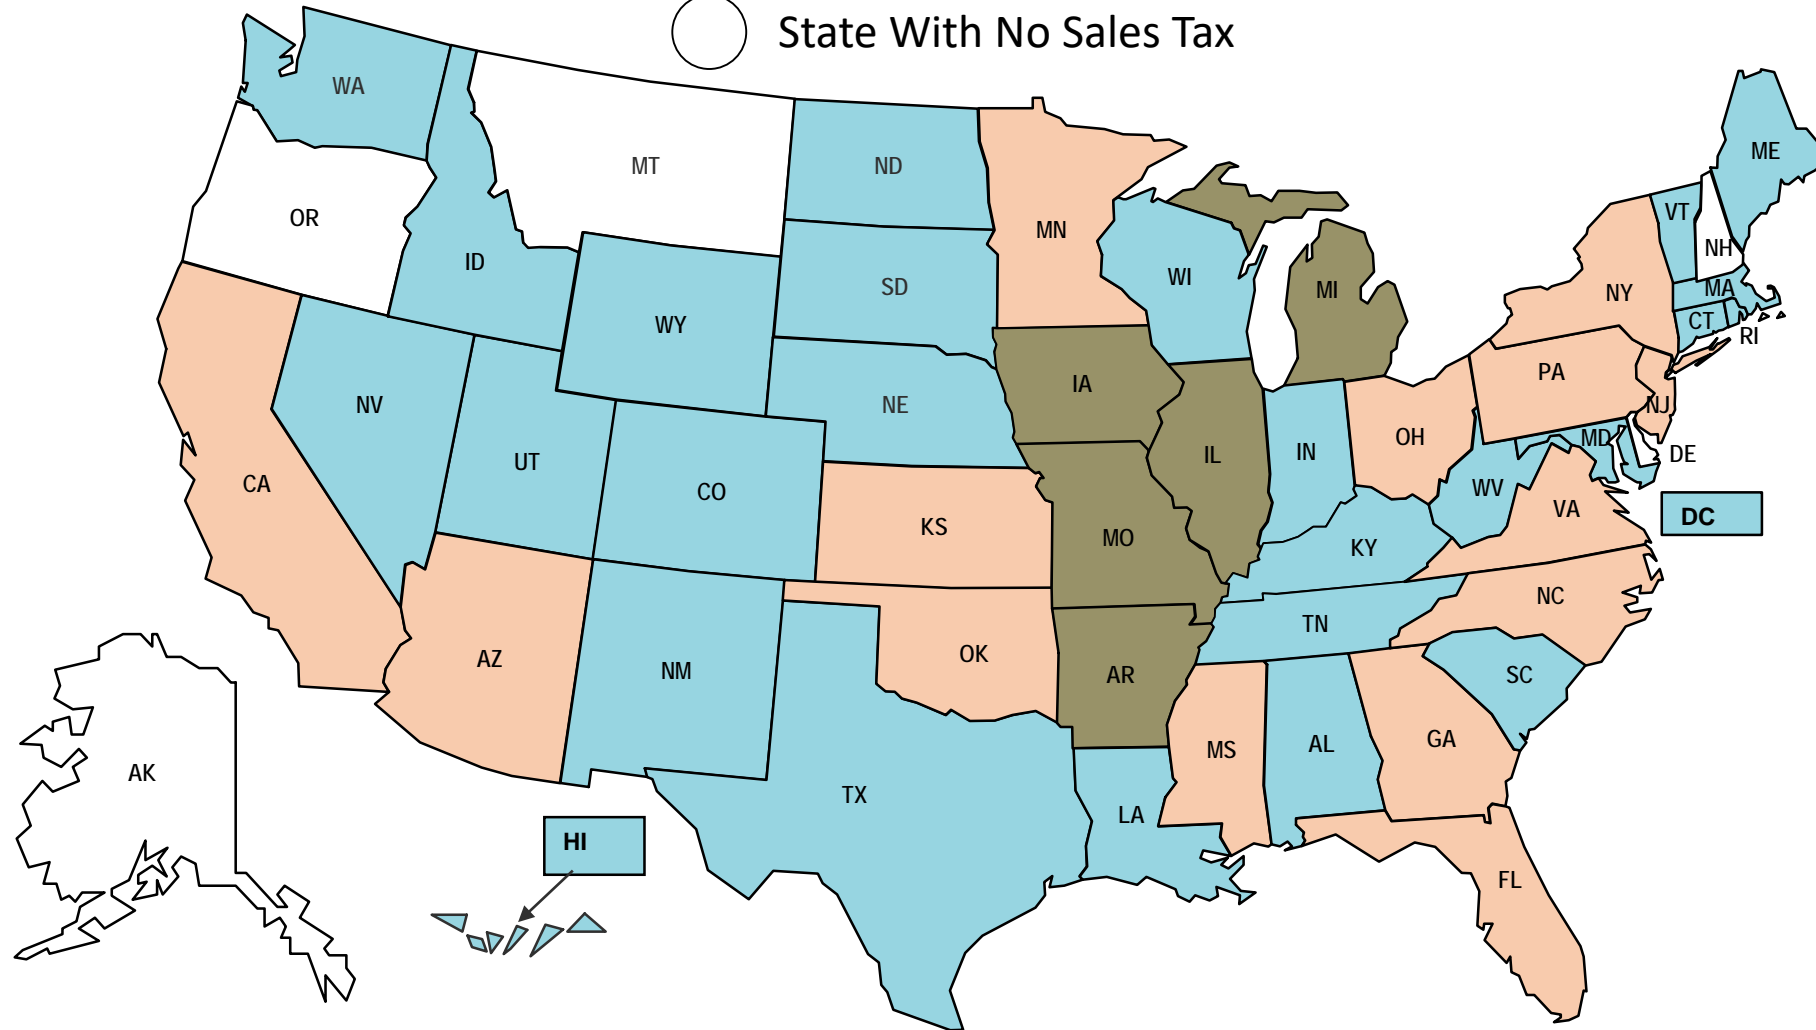 State With No Sales Tax
WA
MT
ND
MN
ME
VT
NH
OR
ID
SD
WI
MI
NY
MA
CT
RI
WY
IA
PA
NV
NE
NJ
OH
MD
DE
UT
IL
IN
CA
CO
WV
DC
KS
VA
MO
KY
NC
TN
AZ
OK
NM
AR
SC
MS
AL
GA
AK
TX
LA
HI
FL